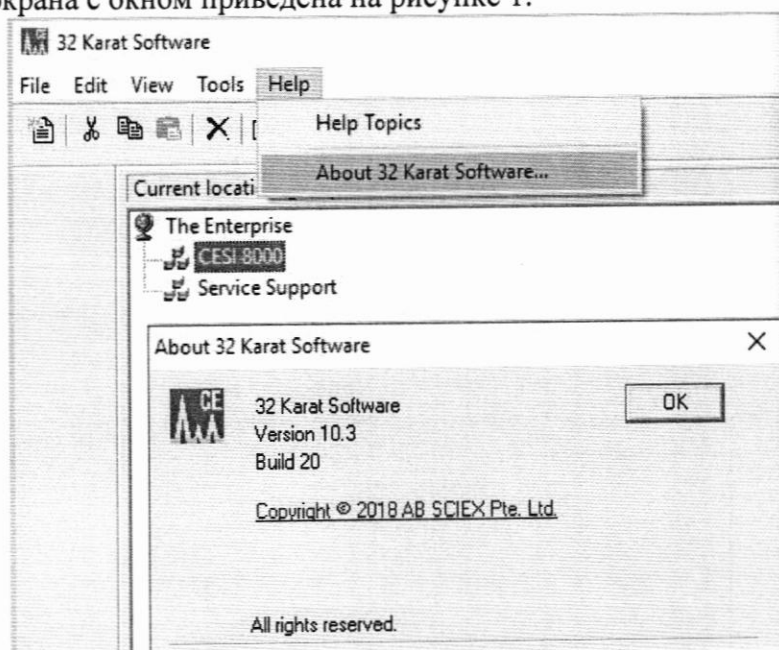 экрана с окном приведена на рисунке 1.
32 Karat Software
File Edit View Tools Help
Help Topics
About 32 Karat Software...
Current locati
The Enterprise
CESI 8000
Service Support
About 32 Karat Software
CE
32 Karat Software
OK
Version 10.3
Build 20
Copyright © 2018 AB SCIEX Pte. Ltd.
All rights reserved.